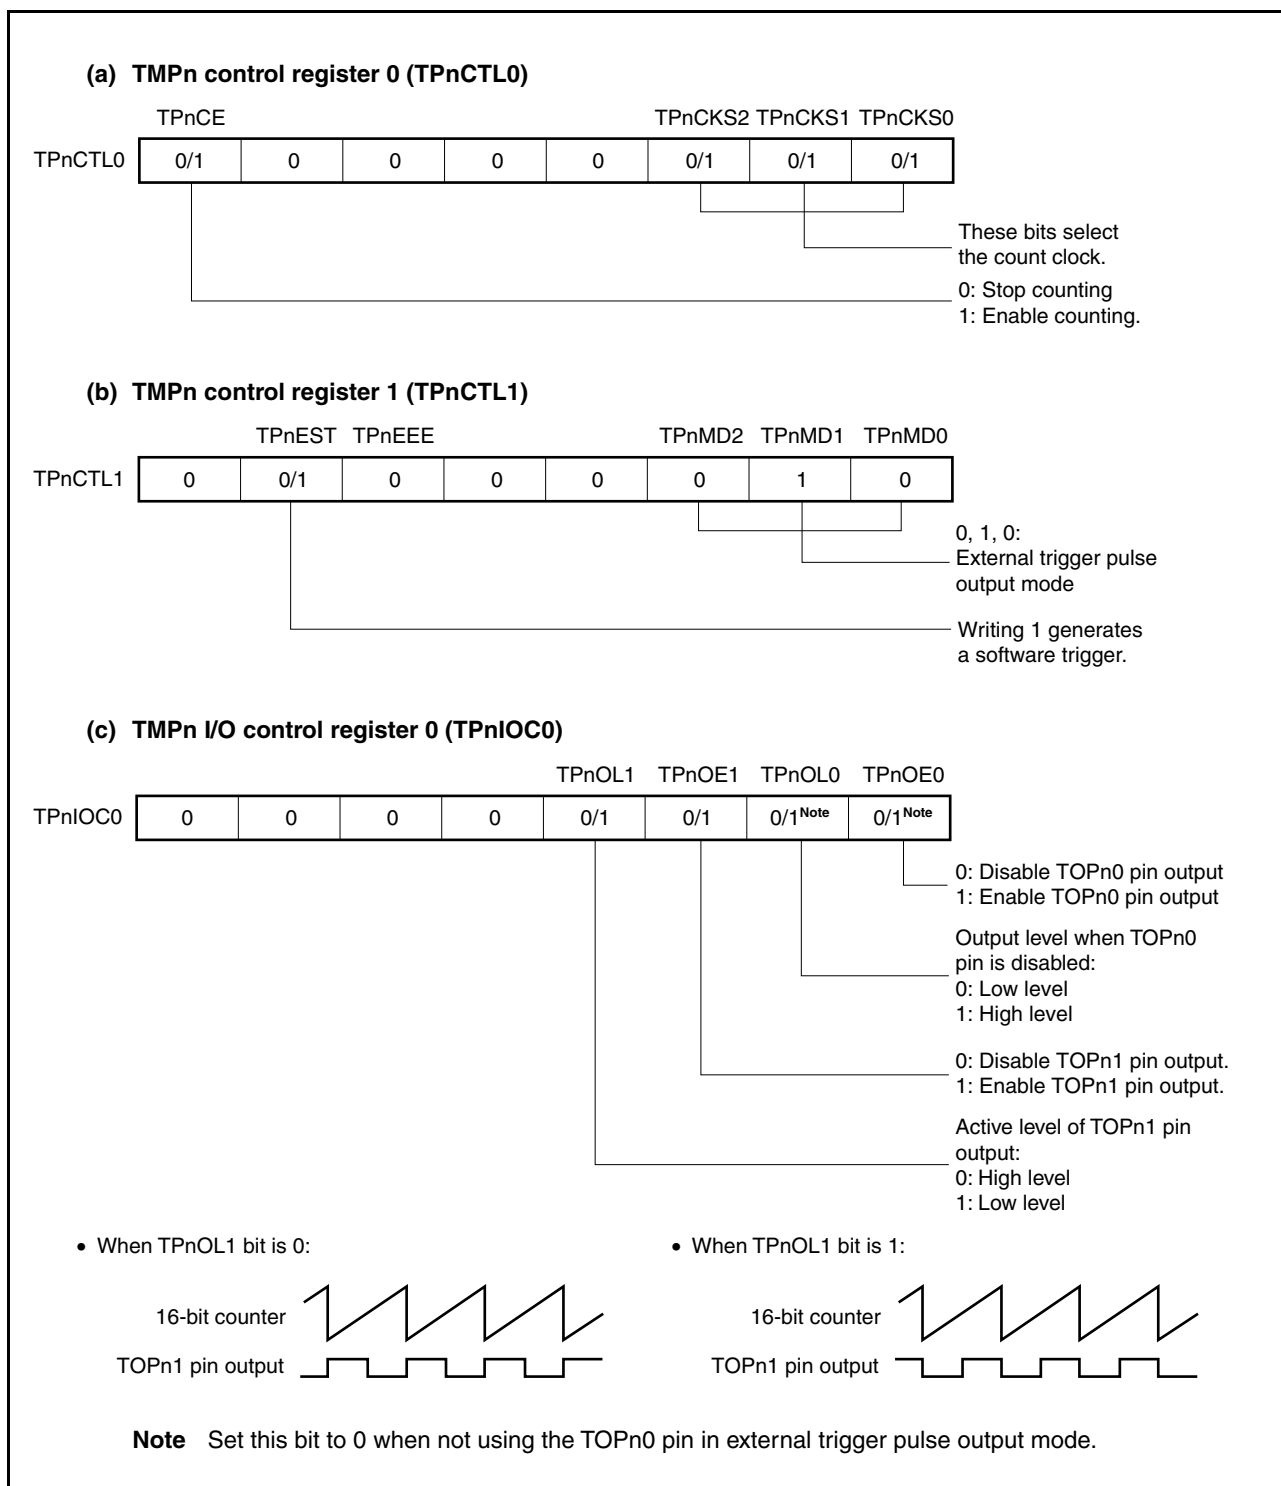 (a) TMPn control register 0 (TPnCTL0)
TPnCE TPnCKS2 TPnCKS1 TPnCKS0
TPnCTL0 0/1 0 0 0 0 0/1 0/1 0/1
These bits select
the count clock.
0: Stop counting
1: Enable counting.
(b) TMPn control register 1 (TPnCTL1)
TPnEST TPnEEE TPnMD2 TPnMD1 TPnMD0
TPnCTL1 0 0/1 0 0 0 0 1 0
0, 1, 0:
External trigger pulse
output mode
Writing 1 generates
a software trigger.
(c) TMPn I/O control register 0 (TPnIOC0)
TPnOL1 TPnOE1 TPnOL0 TPnOE0
TPnIOC0 0 0 0 0 0/1 0/1 0/1Note 0/1Note
0: Disable TOPn0 pin output
1: Enable TOPn0 pin output
Output level when TOPn0
pin is disabled:
0: Low level
1: High level
0: Disable TOPn1 pin output.
1: Enable TOPn1 pin output.
Active level of TOPn1 pin
output:
0: High level
1: Low level
• When TPnOL1 bit is 0:
16-bit counter
TOPn1 pin output
• When TPnOL1 bit is 1:
16-bit counter
TOPn1 pin output
Note Set this bit to 0 when not using the TOPn0 pin in external trigger pulse output mode.